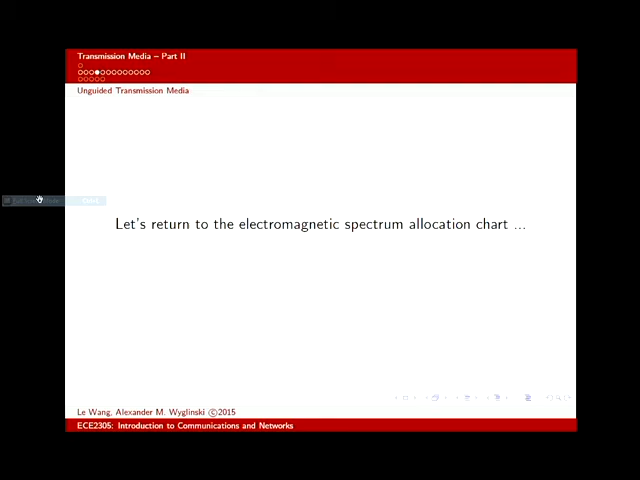 Transmission Media – Part II
Unguided Transmission Media
Let's return to the electromagnetic spectrum allocation chart ...
Le Wang, Alexander M. Wyglinski ©2015
ECE2305: Introduction to Communications and Networks